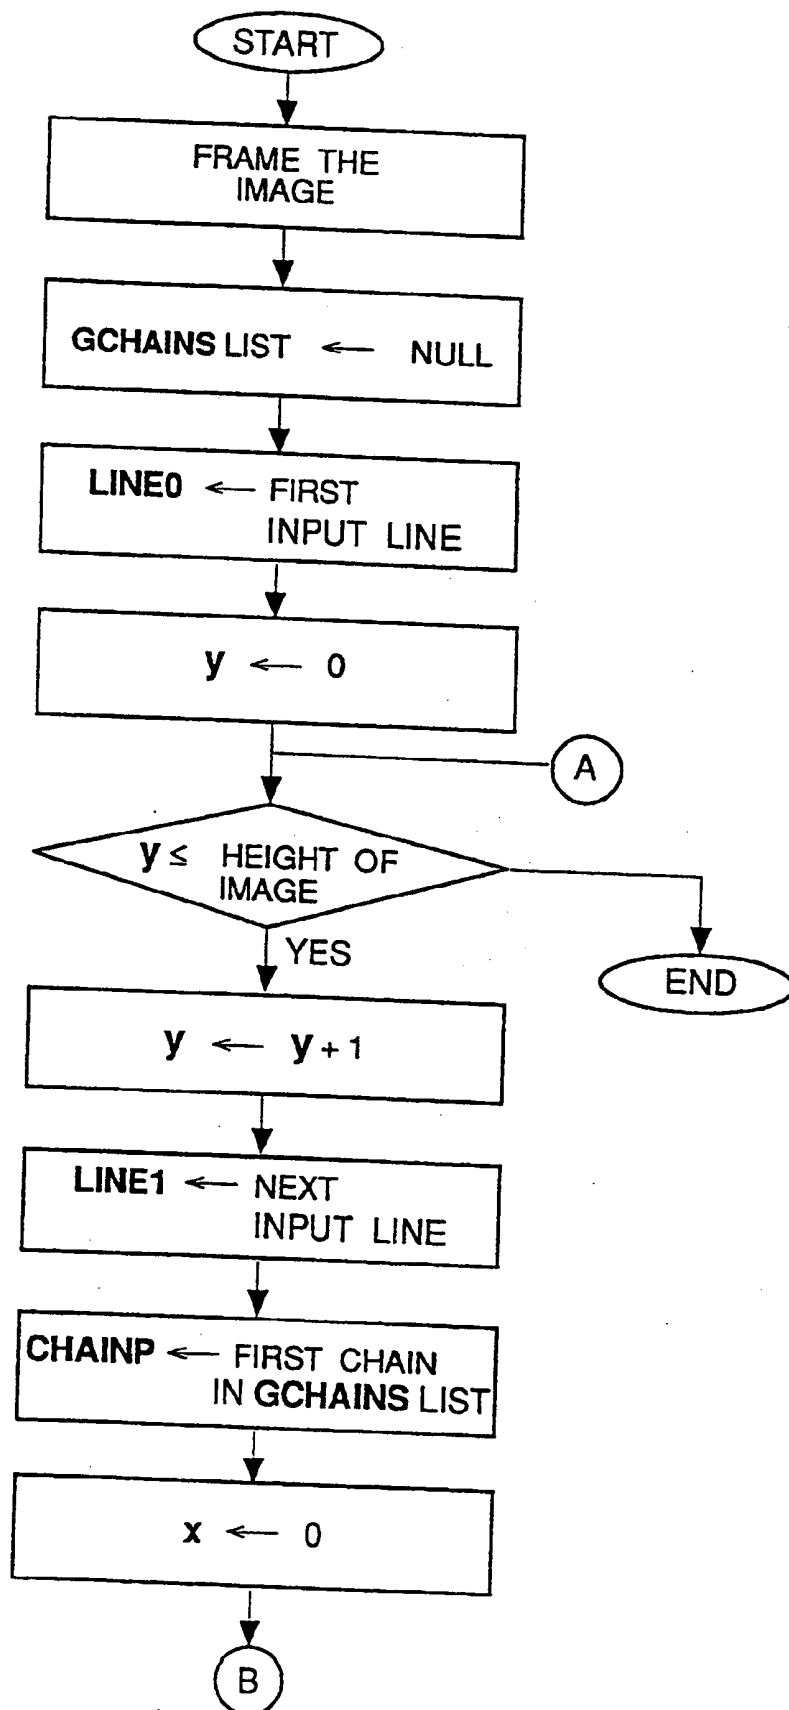 START
FRAME THE
IMAGE
GCHAINS LIST ← NULL
LINE0 ← FIRST
INPUT LINE
y ← 0
A
y ≤ HEIGHT OF
IMAGE
YES
END
y ← y + 1
LINE1 ← NEXT
INPUT LINE
CHAINP ← FIRST CHAIN
IN GCHAINS LIST
x ← 0
B